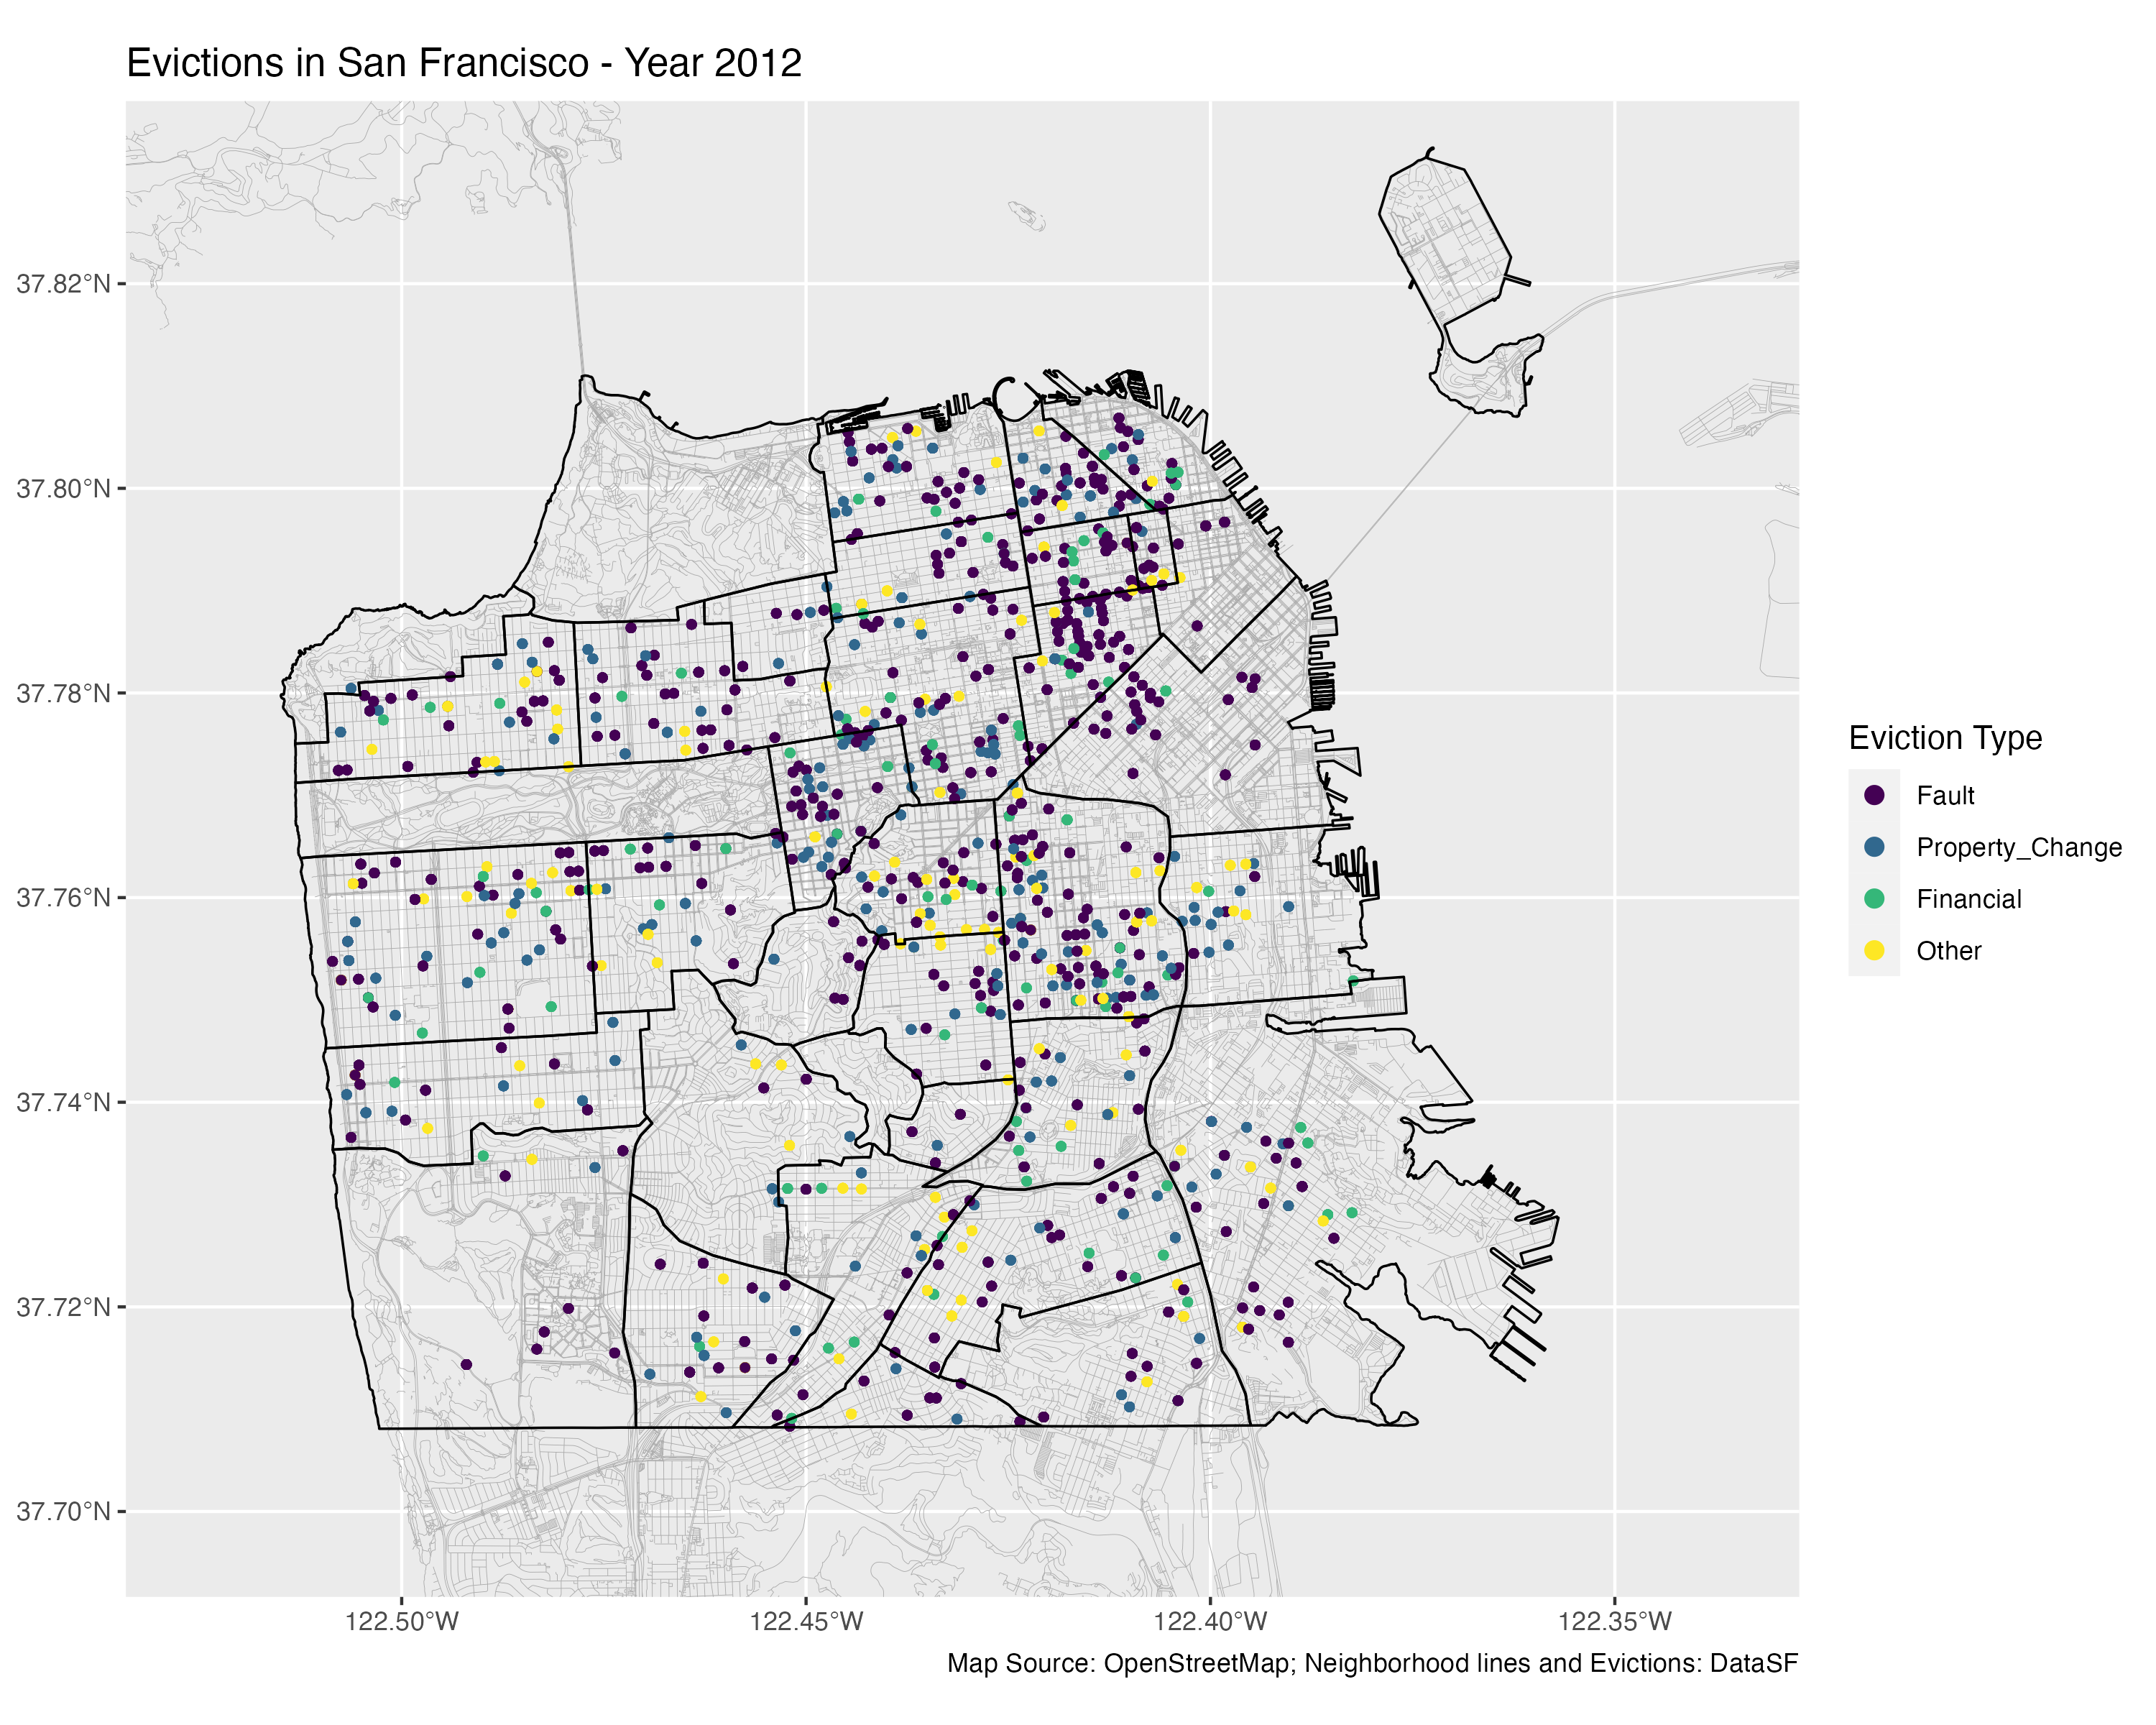 Evictions in San Francisco - Year 2012
37.82°N
37.80°N
37.78°N
37.76°N
37.74°N
37.72°N
37.70°N
122.50°W
122.45°W
122.40°W
122.35°W
Eviction Type
Fault
Property_Change
Financial
Other
Map Source: OpenStreetMap; Neighborhood lines and Evictions: DataSF